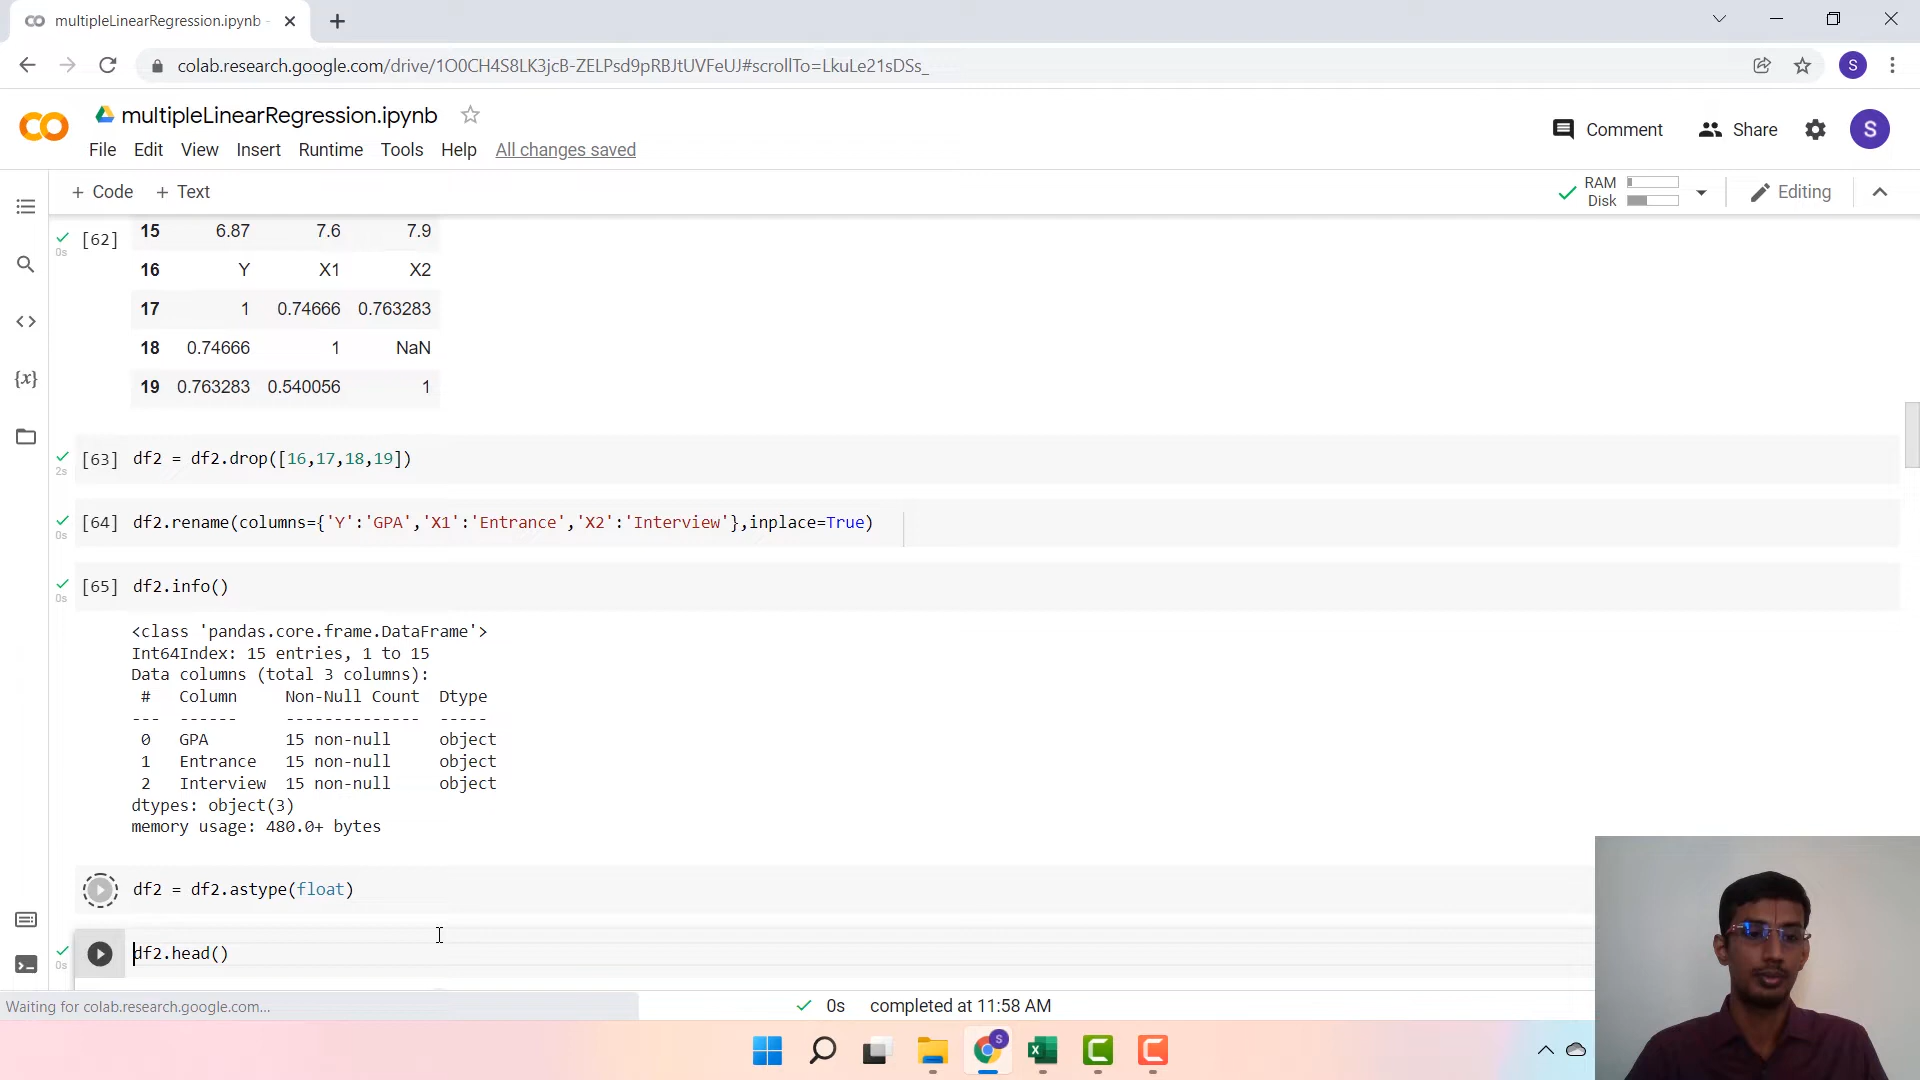 multipleLinearRegression.ipynb -
colab.research.google.com/drive/1O0CH4S8LK3jcB-ZELPsd9pRBJtUVFeUJ#scrollTo=LkuLe21sDSs_
S
multipleLinearRegression.ipynb
Comment
Share
S
File Edit View Insert Runtime Tools Help All changes saved
+ Code + Text
RAM
Disk
Editing
[62]
0s
15 6.87 7.6 7.9
16 Y X1 X2
17 1 0.74666 0.763283
18 0.74666 1 NaN
19 0.763283 0.540056 1
[63] df2 = df2.drop([16,17,18,19])
2s
[64] df2.rename(columns={'Y':'GPA','X1':'Entrance','X2':'Interview'},inplace=True)
0s
[65] df2.info()
0s
<class 'pandas.core.frame.DataFrame'>
Int64Index: 15 entries, 1 to 15
Data columns (total 3 columns):
# Column Non-Null Count Dtype
--- ------ -------------- -----
0 GPA 15 non-null object
1 Entrance 15 non-null object
2 Interview 15 non-null object
dtypes: object(3)
memory usage: 480.0+ bytes
df2 = df2.astype(float)
df2.head()
0s
Waiting for colab.research.google.com...
0s completed at 11:58 AM
S